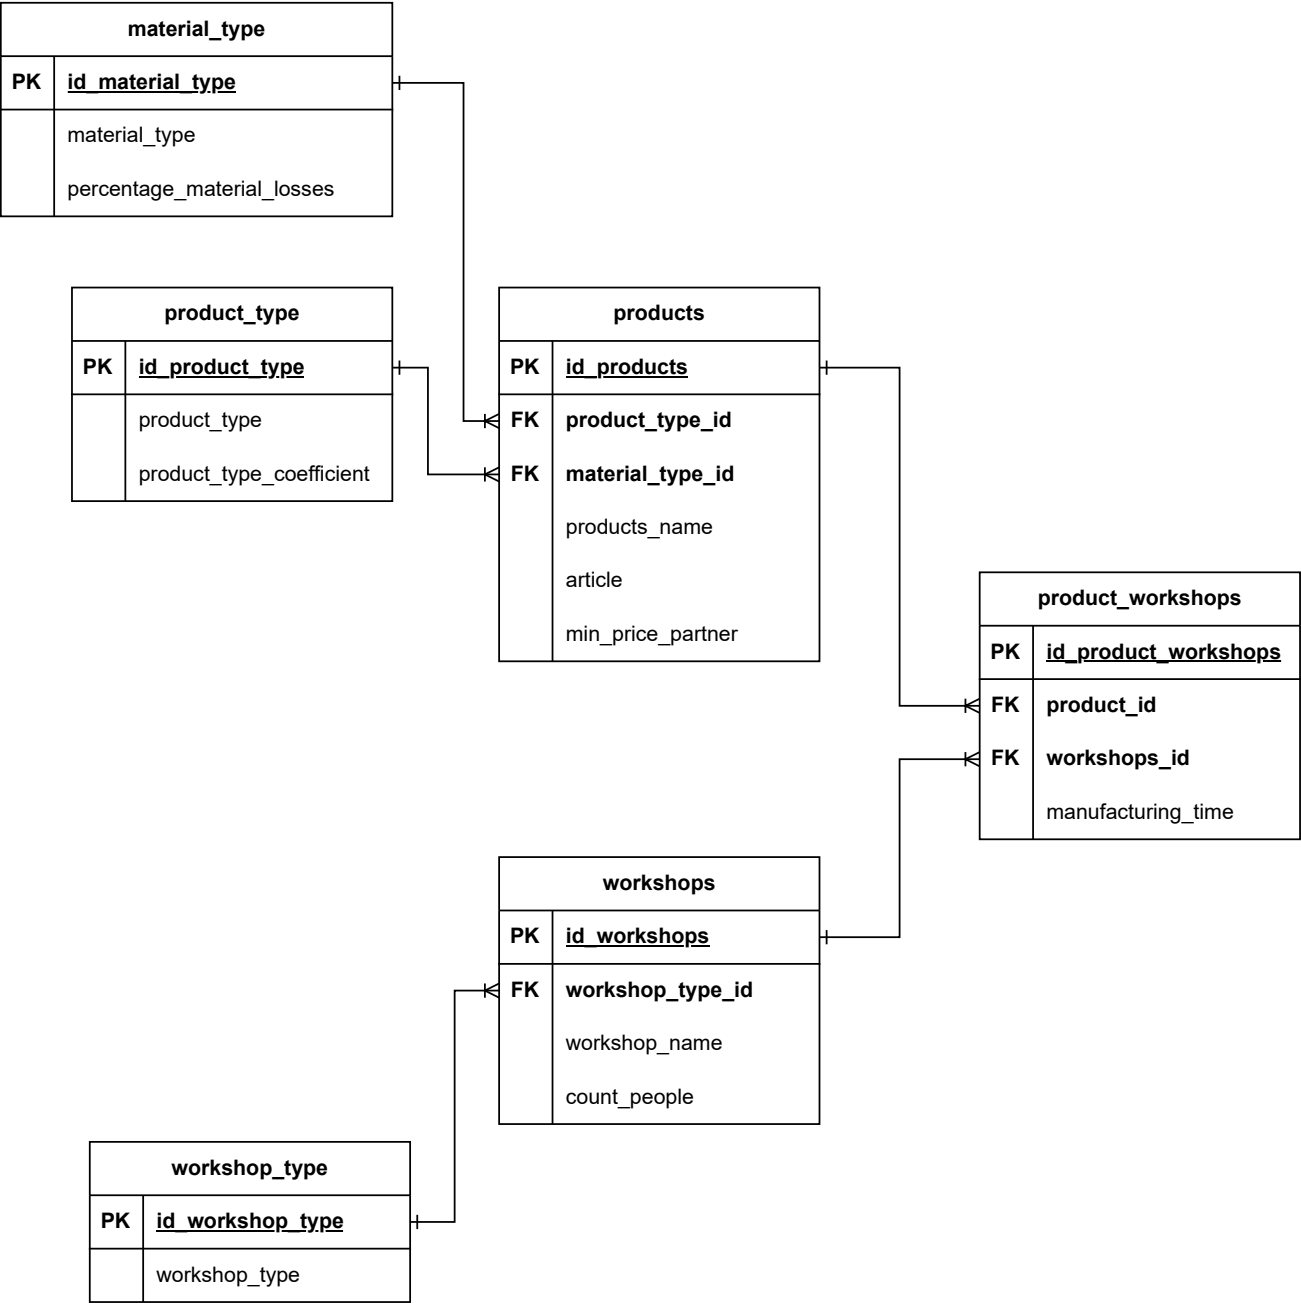 material_type
PK id_material_type
material_type
percentage_material_losses
product_type
PK id_product_type
product_type
product_type_coefficient
products
PK id_products
FK product_type_id
FK material_type_id
products_name
article
min_price_partner
product_workshops
PK id_product_workshops
FK product_id
FK workshops_id
manufacturing_time
workshops
PK id_workshops
FK workshop_type_id
workshop_name
count_people
workshop_type
PK id_workshop_type
workshop_type